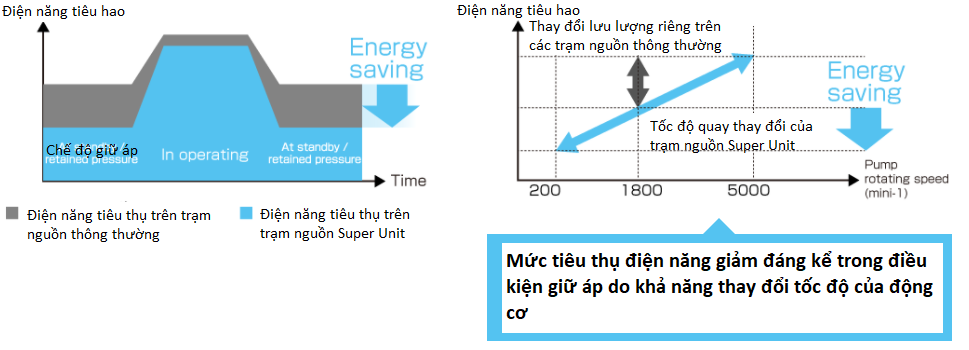 Điện năng tiêu hao
Energy
saving
Chế độ giữ áp
At standby /
retained pressure
In operating
At standby /
retained pressure
Time
Điện năng tiêu thụ trên trạm
nguồn thông thường
Điện năng tiêu thụ trên
trạm nguồn Super Unit
Điện năng tiêu hao
Thay đổi lưu lượng riêng trên
các trạm nguồn thông thường
Energy
saving
Tốc độ quay thay đổi của
trạm nguồn Super Unit
200
1800
5000
Pump
rotating speed
(mini-1)
Mức tiêu thụ điện năng giảm đáng kể trong điều
kiện giữ áp do khả năng thay đổi tốc độ của động
cơ